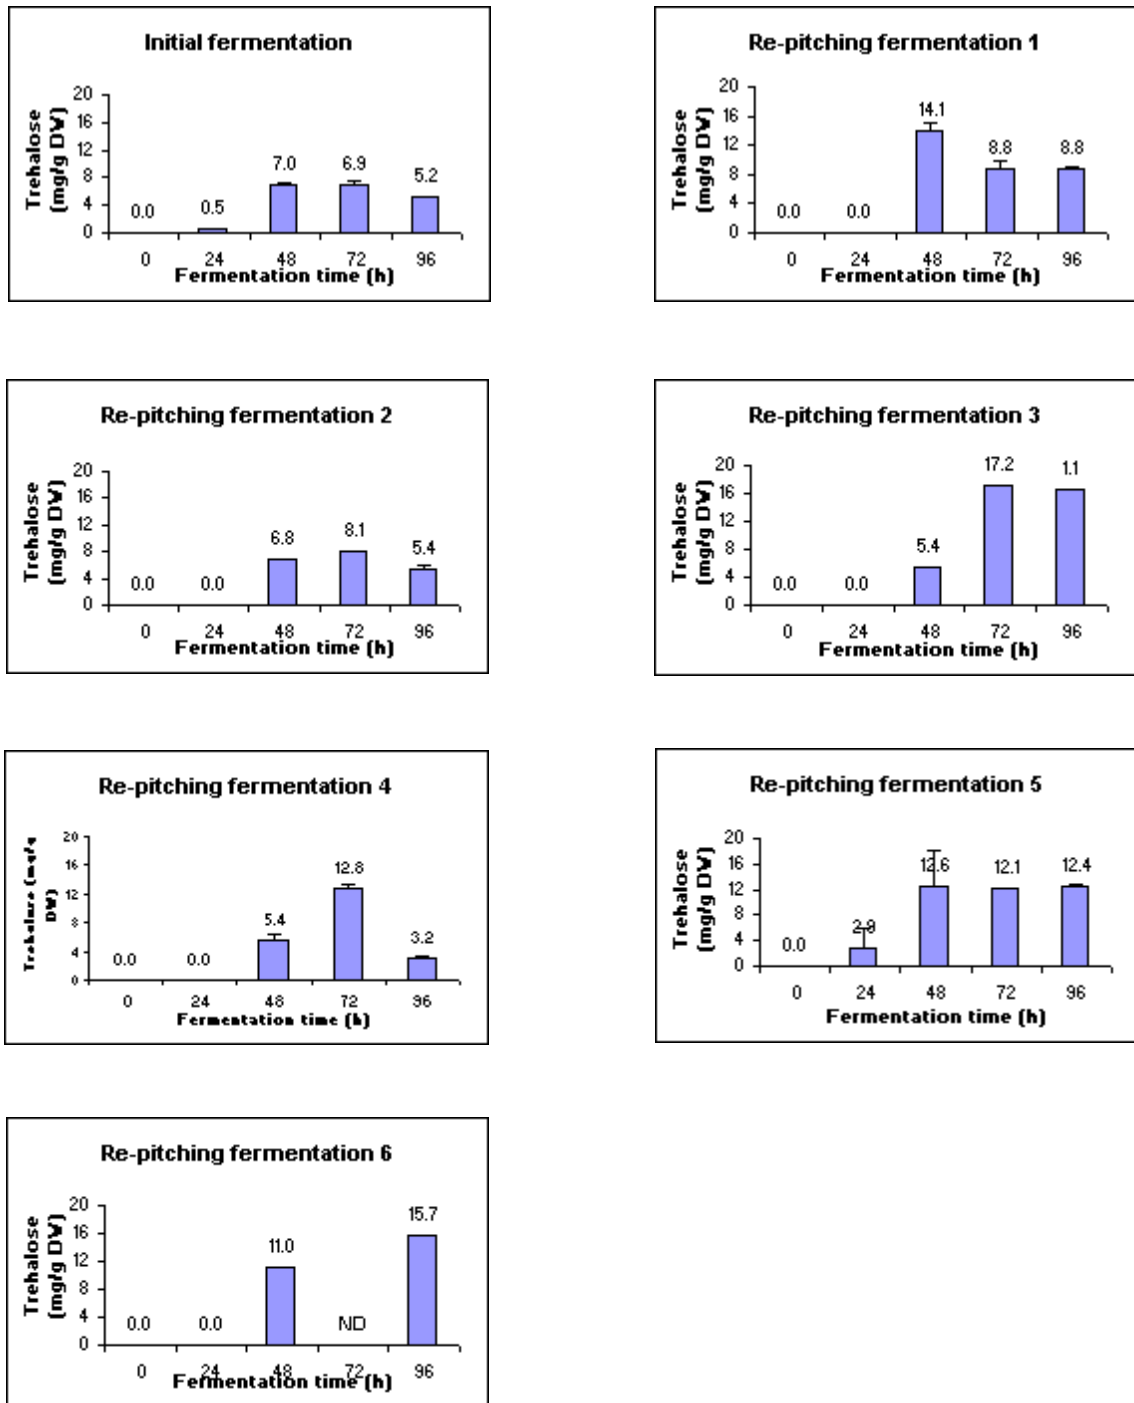 Initial fermentation
Trehalose
(mg/g DW)
20
16
12
8
4
0
0.0
0.5
7.0
6.9
5.2
0 24 48 72 96
Fermentation time (h)
Re-pitching fermentation 1
Trehalose
(mg/g DW)
20
16
12
8
4
0
0.0
0.0
14.1
8.8
8.8
0 24 48 72 96
Fermentation time (h)
Re-pitching fermentation 2
Trehalose
(mg/g DW)
20
16
12
8
4
0
0.0
0.0
6.8
8.1
5.4
0 24 48 72 96
Fermentation time (h)
Re-pitching fermentation 3
Trehalose
(mg/g DW)
20
16
12
8
4
0
0.0
0.0
5.4
17.2
1.1
0 24 48 72 96
Fermentation time (h)
Re-pitching fermentation 4
Trehalose (mg/g
DW)
20
16
12
8
4
0
0.0
0.0
5.4
12.8
3.2
0 24 48 72 96
Fermentation time (h)
Re-pitching fermentation 5
Trehalose
(mg/g DW)
20
16
12
8
4
0
0.0
2.9
12.6
12.1
12.4
0 24 48 72 96
Fermentation time (h)
Re-pitching fermentation 6
Trehalose
(mg/g DW)
20
16
12
8
4
0
0.0
0.0
11.0
ND
15.7
0 24 48 72 96
Fermentation time (h)